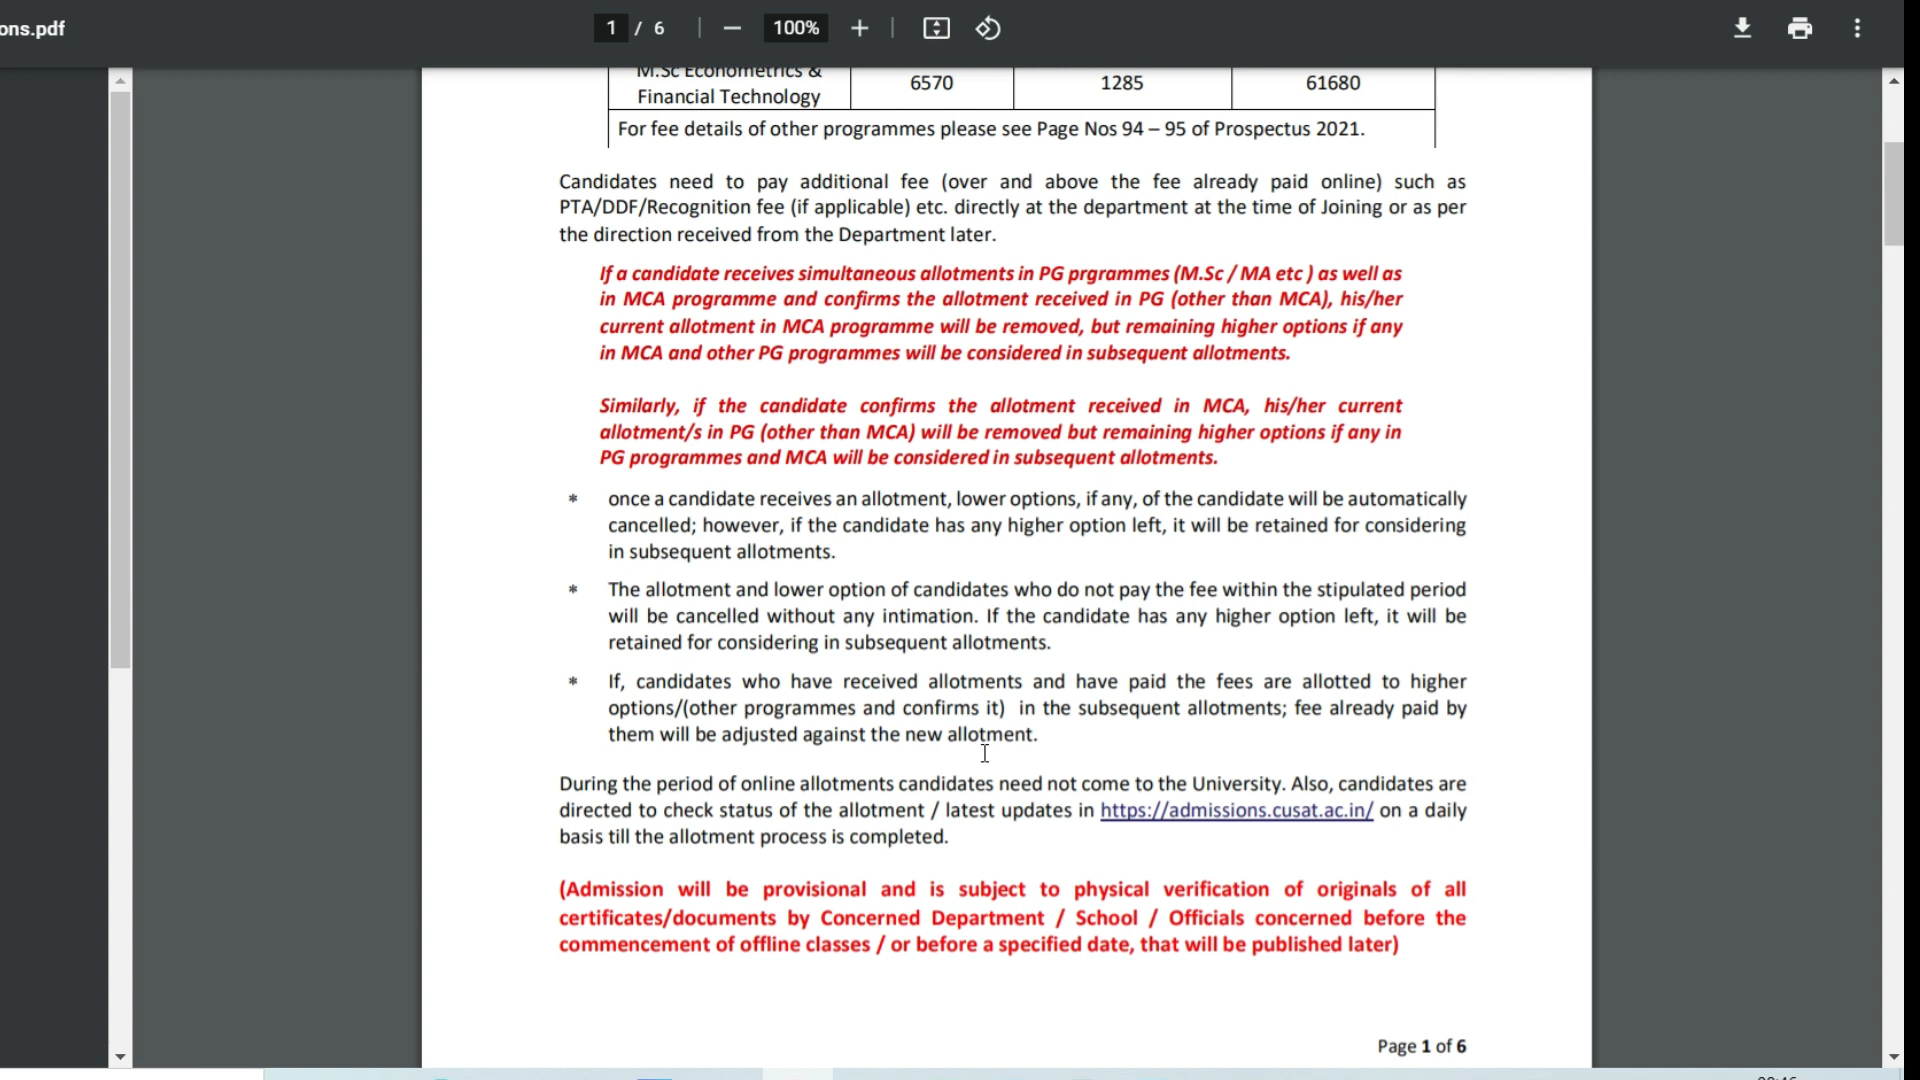 ons.pdf
1 / 6
100%
M.Sc Econometrics &
Financial Technology
6570
1285
61680
For fee details of other programmes please see Page Nos 94 – 95 of Prospectus 2021.
Candidates need to pay additional fee (over and above the fee already paid online) such as
PTA/DDF/Recognition fee (if applicable) etc. directly at the department at the time of Joining or as per
the direction received from the Department later.
If a candidate receives simultaneous allotments in PG prgrammes (M.Sc / MA etc ) as well as
in MCA programme and confirms the allotment received in PG (other than MCA), his/her
current allotment in MCA programme will be removed, but remaining higher options if any
in MCA and other PG programmes will be considered in subsequent allotments.
Similarly, if the candidate confirms the allotment received in MCA, his/her current
allotment/s in PG (other than MCA) will be removed but remaining higher options if any in
PG programmes and MCA will be considered in subsequent allotments.
* once a candidate receives an allotment, lower options, if any, of the candidate will be automatically
cancelled; however, if the candidate has any higher option left, it will be retained for considering
in subsequent allotments.
* The allotment and lower option of candidates who do not pay the fee within the stipulated period
will be cancelled without any intimation. If the candidate has any higher option left, it will be
retained for considering in subsequent allotments.
* If, candidates who have received allotments and have paid the fees are allotted to higher
options/(other programmes and confirms it) in the subsequent allotments; fee already paid by
them will be adjusted against the new allotment.
During the period of online allotments candidates need not come to the University. Also, candidates are
directed to check status of the allotment / latest updates in https://admissions.cusat.ac.in/ on a daily
basis till the allotment process is completed.
(Admission will be provisional and is subject to physical verification of originals of all
certificates/documents by Concerned Department / School / Officials concerned before the
commencement of offline classes / or before a specified date, that will be published later)
Page 1 of 6